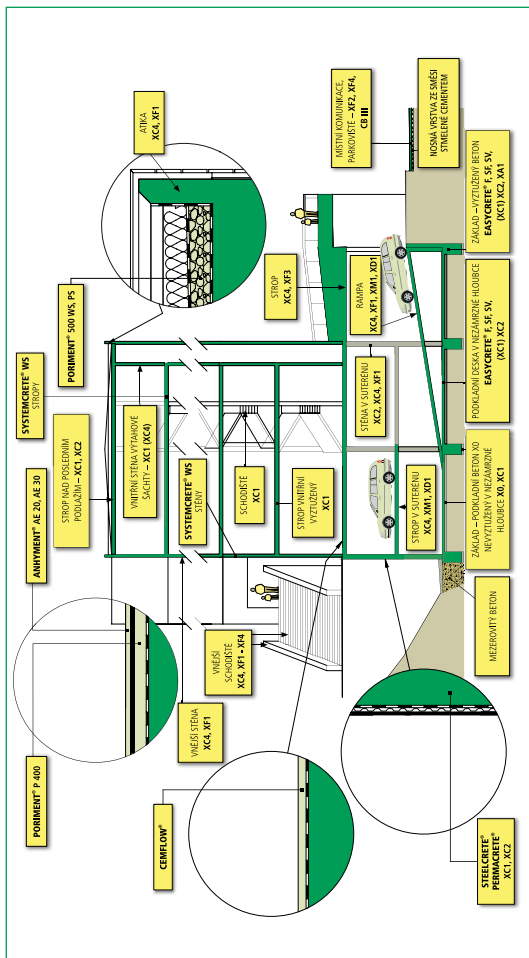 PORIMENT® P 400
ANHYMENT® AE 20, AE 30
STROP NAD POSLEDNÍM
PODLAŽÍM – XC1, XC2
SYSTEMCRETE® WS
STROPY
PORIMENT® 500 WS, PS
ATIKA
XC4, XF1
VNITŘNÍ STĚNA VÝTAHOVÉ
ŠACHTY – XC1 (XC4)
VNĚJŠÍ STĚNA
XC4, XF1
SYSTEMCRETE® WS
STĚNY
SCHODIŠTĚ
XC1
STROP VNITŘNÍ
VYZTUŽENÝ
XC1
VNĚJŠÍ
SCHODIŠTĚ
XC4, XF1 - XF4
CEMFLOW®
STROP
XC4, XF3
MÍSTNÍ KOMUNIKACE,
PARKOVIŠTĚ – XF2, XF4,
CB III
RAMPA
XC4, XF1, XM1, XD1
STĚNA V SUTERÉNU
XC2, XC4, XF1
STROP V SUTERÉNU
XC4, XM1, XD1
NOSNÁ VRSTVA ZE SMĚSI
STMELENÉ CEMENTEM
STEELCRETE®
PERMACRETE®
XC1, XC2
MEZEROVITÝ BETON
ZÁKLAD – PODKLADNÍ BETON X0
NEVYZTUŽENÝ V NEZÁMRZNÉ
HLOUBCE X0, XC1
PODKLADNÍ DESKA V NEZÁMRZNÉ HLOUBCE
EASYCRETE® F, SF, SV,
(XC1) XC2
ZÁKLAD – VYZTUŽENÝ BETON
EASYCRETE® F, SF, SV,
(XC1) XC2, XA1